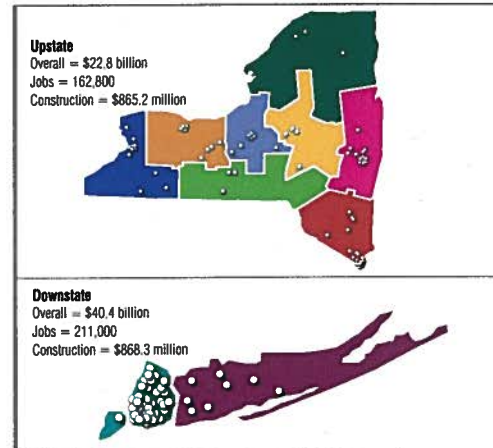 Upstate
Overall = $22.8 billion
Jobs = 162,800
Construction = $865.2 million
Downstate
Overall = $40.4 billion
Jobs = 211,000
Construction = $868.3 million